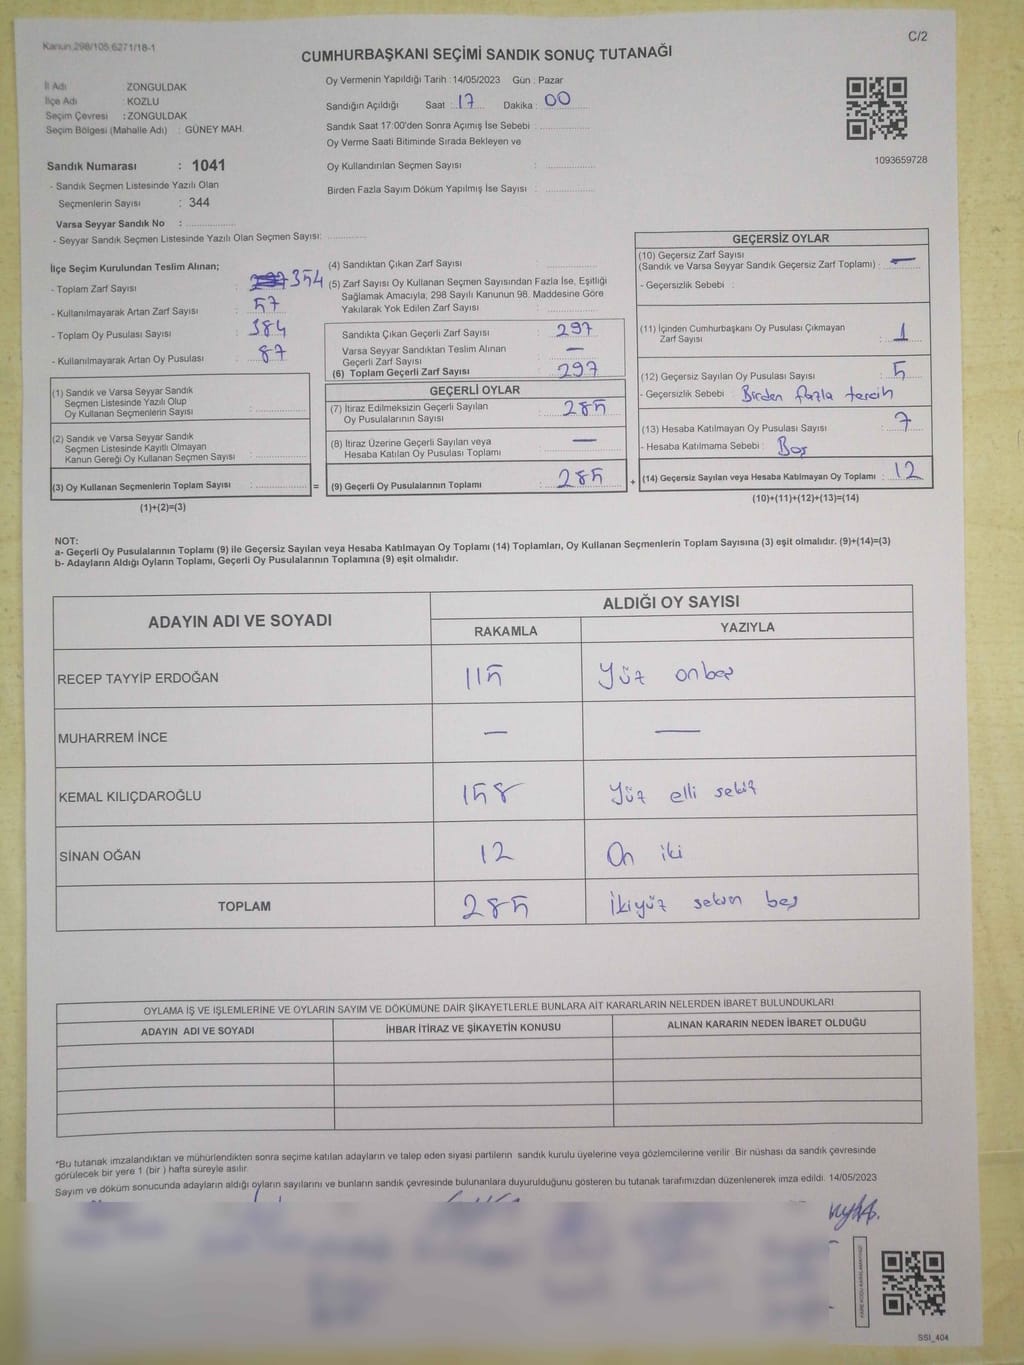 Kanun 298/105 6271/18-1
C/2
CUMHURBAŞKANI SEÇİMİ SANDIK SONUÇ TUTANAĞI
İl Adı ZONGULDAK
İlçe Adı : KOZLU
Seçim Çevresi : ZONGULDAK
Seçim Bölgesi (Mahalle Adı) : GÜNEY MAH.
Sandık Numarası : 1041
- Sandık Seçmen Listesinde Yazılı Olan
Seçmenlerin Sayısı : 344
Varsa Seyyar Sandık No :
- Seyyar Sandık Seçmen Listesinde Yazılı Olan Seçmen Sayısı:
Oy Vermenin Yapıldığı Tarih : 14/05/2023 Gün : Pazar
Sandığın Açıldığı Saat : 17 Dakika : 00
Sandık Saat 17:00'den Sonra Açımış İse Sebebi :
Oy Verme Saati Bitiminde Sırada Bekleyen ve
Oy Kullandırılan Seçmen Sayısı :
Birden Fazla Sayım Döküm Yapılmış İse Sayısı :
1093659728
İlçe Seçim Kurulundan Teslim Alınan;
- Toplam Zarf Sayısı : 354
- Kullanılmayarak Artan Zarf Sayısı : 57
- Toplam Oy Pusulası Sayısı : 384
- Kullanılmayarak Artan Oy Pusulası : 87
(1) Sandık ve Varsa Seyyar Sandık
Seçmen Listesinde Yazılı Olup
Oy Kullanan Seçmenlerin Sayısı :
(2) Sandık ve Varsa Seyyar Sandık
Seçmen Listesinde Kayıtlı Olmayan
Kanun Gereği Oy Kullanan Seçmen Sayısı :
(3) Oy Kullanan Seçmenlerin Toplam Sayısı :
=
(1)+(2)=(3)
(4) Sandıktan Çıkan Zarf Sayısı :
(5) Zarf Sayısı Oy Kullanan Seçmen Sayısından Fazla İse, Eşitliği
Sağlamak Amacıyla; 298 Sayılı Kanunun 98. Maddesine Göre
Yakılarak Yok Edilen Zarf Sayısı :
Sandıkta Çıkan Geçerli Zarf Sayısı : 297
Varsa Seyyar Sandıktan Teslim Alınan
Geçerli Zarf Sayısı : —
(6) Toplam Geçerli Zarf Sayısı : 297
GEÇERLİ OYLAR
(7) İtiraz Edilmeksizin Geçerli Sayılan
Oy Pusulalarının Sayısı : 285
(8) İtiraz Üzerine Geçerli Sayılan veya
Hesaba Katılan Oy Pusulası Toplamı : —
(9) Geçerli Oy Pusulalarının Toplamı : 285
+
GEÇERSİZ OYLAR
(10) Geçersiz Zarf Sayısı
(Sandık ve Varsa Seyyar Sandık Geçersiz Zarf Toplamı) : —
- Geçersizlik Sebebi :
(11) İçinden Cumhurbaşkanı Oy Pusulası Çıkmayan
Zarf Sayısı : 1
(12) Geçersiz Sayılan Oy Pusulası Sayısı : 5
- Geçersizlik Sebebi : Birden fazla tercih
(13) Hesaba Katılmayan Oy Pusulası Sayısı : 7
- Hesaba Katılmama Sebebi : Boş
(14) Geçersiz Sayılan veya Hesaba Katılmayan Oy Toplamı : 12
(10)+(11)+(12)+(13)=(14)
NOT:
a- Geçerli Oy Pusulalarının Toplamı (9) ile Geçersiz Sayılan veya Hesaba Katılmayan Oy Toplamı (14) Toplamları, Oy Kullanan Seçmenlerin Toplam Sayısına (3) eşit olmalıdır. (9)+(14)=(3)
b- Adayların Aldığı Oyların Toplamı, Geçerli Oy Pusulalarının Toplamına (9) eşit olmalıdır.
ADAYIN ADI VE SOYADI
ALDIĞI OY SAYISI
RAKAMLA YAZIYLA
RECEP TAYYİP ERDOĞAN 115 Yüz onbeş
MUHARREM İNCE — —
KEMAL KILIÇDAROĞLU 158 Yüz elli sekiz
SİNAN OĞAN 12 On iki
TOPLAM 285 İkiyüz seksen beş
OYLAMA İŞ VE İŞLEMLERİNE VE OYLARIN SAYIM VE DÖKÜMÜNE DAİR ŞİKAYETLERLE BUNLARA AİT KARARLARIN NELERDEN İBARET BULUNDUKLARI
ADAYIN ADI VE SOYADI İHBAR İTİRAZ VE ŞİKAYETİN KONUSU ALINAN KARARIN NEDEN İBARET OLDUĞU
*Bu tutanak imzalandıktan ve mühürlendikten sonra seçime katılan adayların ve talep eden siyasi partilerin sandık kurulu üyelerine veya gözlemcilerine verilir. Bir nüshası da sandık çevresinde
görülecek bir yere 1 (bir ) hafta süreyle asılır.
Sayım ve döküm sonucunda adayların aldığı oyların sayılarını ve bunların sandık çevresinde bulunanlara duyurulduğunu gösteren bu tutanak tarafımızdan düzenlenerek imza edildi. 14/05/2023
SSI_404